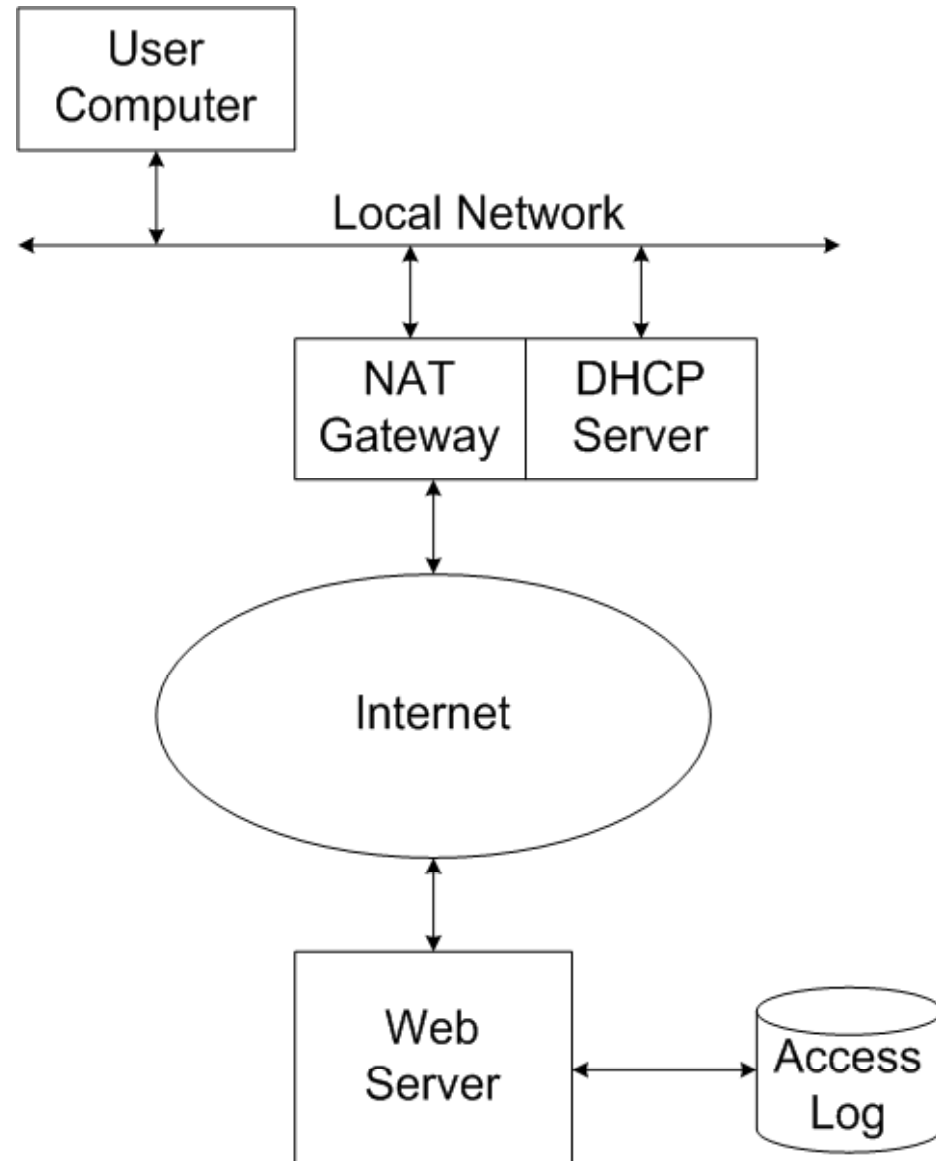 User
Computer
Local Network
NAT
Gateway
DHCP
Server
Internet
Web
Server
Access
Log